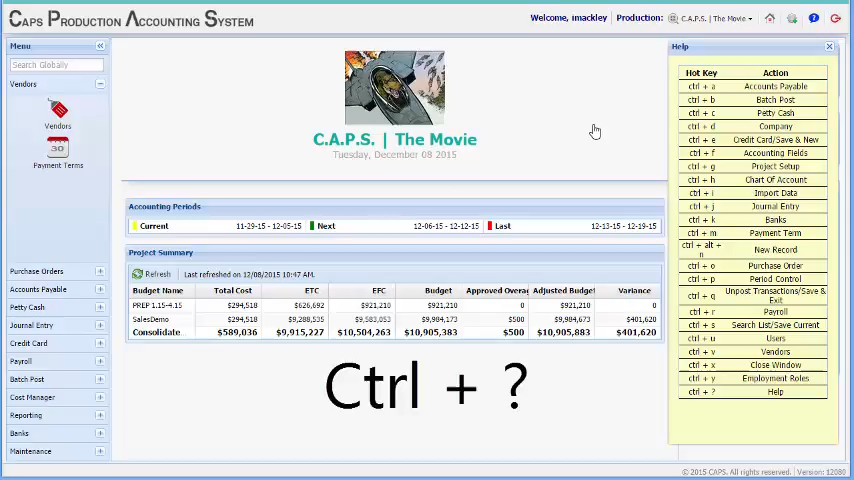 CAPS PRODUCTION ACCOUNTING SYSTEM
Welcome, imackley
Production: C.A.P.S. | The Movie
Menu
Search Globally
Vendors
Vendors
30
Payment Terms
Purchase Orders
Accounts Payable
Petty Cash
Journal Entry
Credit Card
Payroll
Batch Post
Cost Manager
Reporting
Banks
Maintenance
C.A.P.S. | The Movie
Tuesday, December 08 2015
Accounting Periods
Current 11-29-15 - 12-05-15 Next 12-06-15 - 12-12-15 Last 12-13-15 - 12-19-15
Project Summary
Refresh Last refreshed on 12/08/2015 10:47 AM.
Budget Name Total Cost ETC EFC Budget Approved Overag Adjusted Budget Variance
PREP 1.15-4.15 $294,518 $626,692 $921,210 $921,210 0 $921,210 0
SalesDemo $294,518 $9,288,535 $9,583,053 $9,984,173 $500 $9,984,673 $401,620
Consolidate... $589,036 $9,915,227 $10,504,263 $10,905,383 $500 $10,905,883 $401,620
Ctrl + ?
Help
Hot Key Action
ctrl + a Accounts Payable
ctrl + b Batch Post
ctrl + c Petty Cash
ctrl + d Company
ctrl + e Credit Card/Save & New
ctrl + f Accounting Fields
ctrl + g Project Setup
ctrl + h Chart Of Account
ctrl + i Import Data
ctrl + j Journal Entry
ctrl + k Banks
ctrl + m Payment Term
ctrl + alt + n New Record
ctrl + o Purchase Order
ctrl + p Period Control
ctrl + q Unpost Transactions/Save & Exit
ctrl + r Payroll
ctrl + s Search List/Save Current
ctrl + u Users
ctrl + v Vendors
ctrl + x Close Window
ctrl + y Employment Roles
ctrl + ? Help
© 2015 CAPS. All rights reserved. | Version: 12080